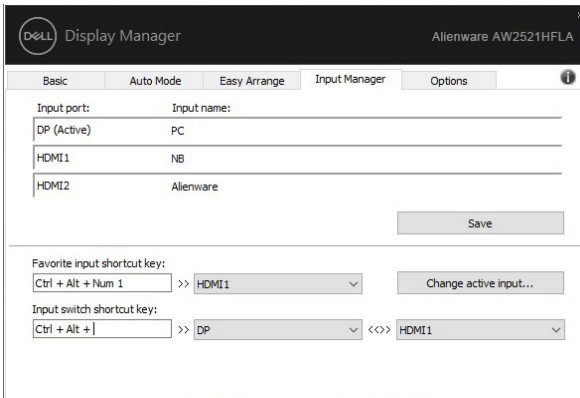 DELL Display Manager Alienware AW2521HFLA
Basic Auto Mode Easy Arrange Input Manager Options i
Input port: Input name:
DP (Active) PC
HDMI1 NB
HDMI2 Alienware
Save
Favorite input shortcut key:
Ctrl + Alt + Num 1 >> HDMI1 Change active input...
Input switch shortcut key:
Ctrl + Alt + >> DP <<>> HDMI1